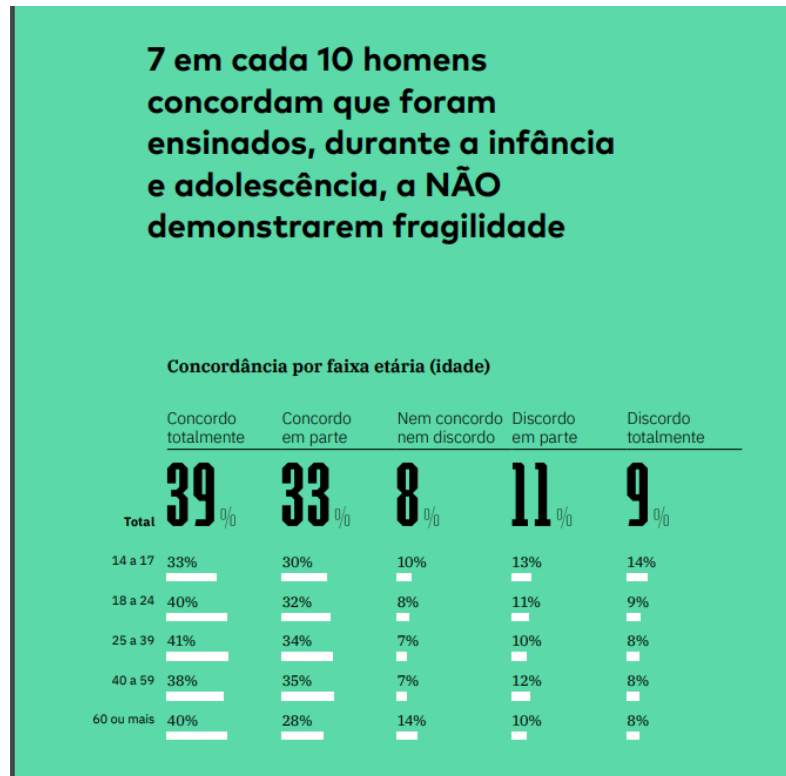 7 em cada 10 homens
concordam que foram
ensinados, durante a infância
e adolescência, a NÃO
demonstrarem fragilidade
Concordância por faixa etária (idade)
Concordo totalmente Concordo em parte Nem concordo nem discordo Discordo em parte Discordo totalmente
Total 39% 33% 8% 11% 9%
14 a 17 33% 30% 10% 13% 14%
18 a 24 40% 32% 8% 11% 9%
25 a 39 41% 34% 7% 10% 8%
40 a 59 38% 35% 7% 12% 8%
60 ou mais 40% 28% 14% 10% 8%